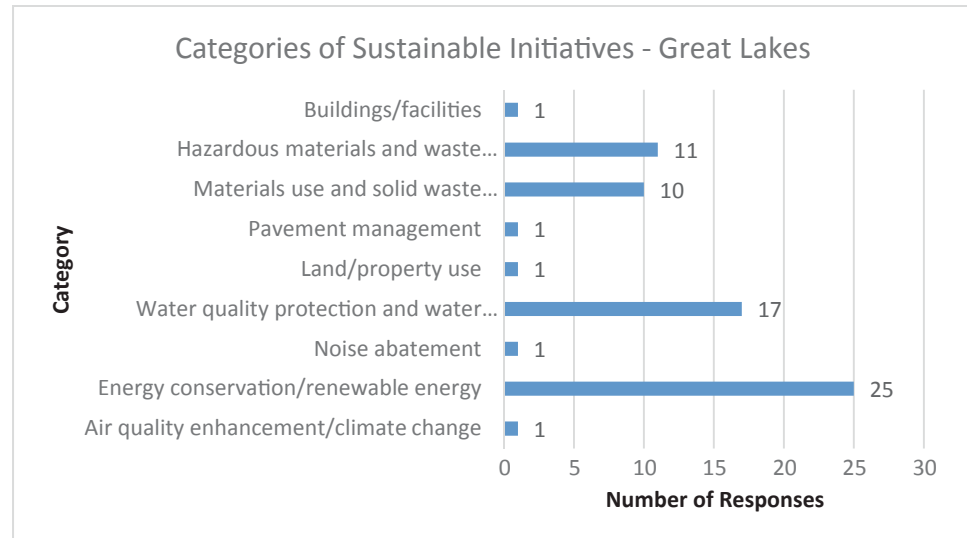 Categories of Sustainable Initiatives - Great Lakes
Buildings/facilities
1
Hazardous materials and waste...
11
Materials use and solid waste...
10
Pavement management
1
Land/property use
1
Water quality protection and water...
17
Noise abatement
1
Energy conservation/renewable energy
25
Air quality enhancement/climate change
1
Category
0 5 10 15 20 25 30
Number of Responses